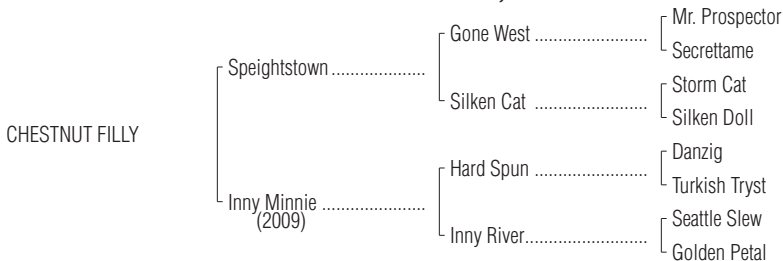 Mr. Prospector
Gone West ........................
Secrettame
Speightstown ....................
Storm Cat
Silken Cat ........................
Silken Doll
CHESTNUT FILLY
Danzig
Hard Spun ........................
Turkish Tryst
Inny Minnie ......................
(2009)
Seattle Slew
Inny River..........................
Golden Petal